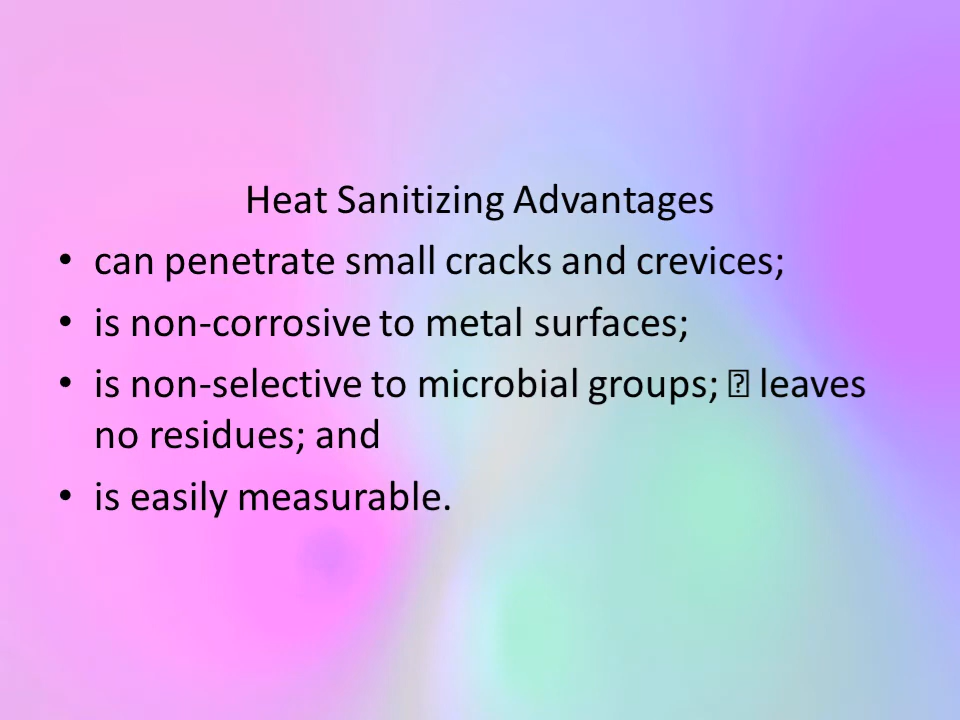 Heat Sanitizing Advantages
• can penetrate small cracks and crevices;
• is non-corrosive to metal surfaces;
• is non-selective to microbial groups; ⍰ leaves
no residues; and
• is easily measurable.